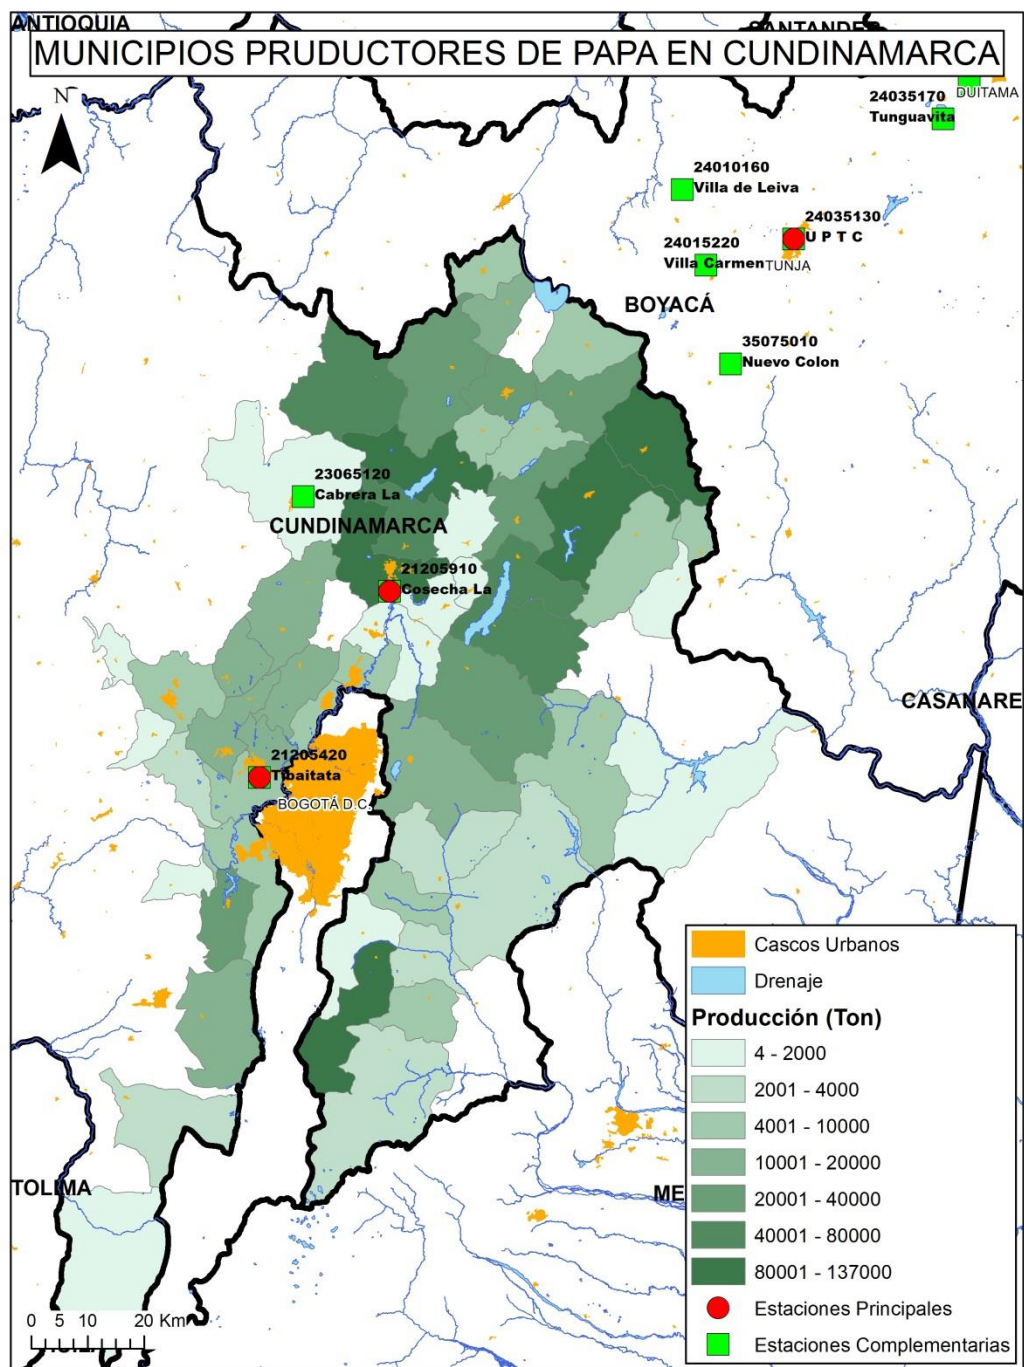 ANTIOQUIA
SANTANDER
MUNICIPIOS PRUDUCTORES DE PAPA EN CUNDINAMARCA
N
DUITAMA
24035170
Tunguavita
24010160
Villa de Leiva
24035130
U P T C
24015220
Villa Carmen
TUNJA
BOYACÁ
35075010
Nuevo Colon
23065120
Cabrera La
CUNDINAMARCA
21205910
Cosecha La
CASANARE
21205420
Tibaitata
BOGOTÁ D.C.
TOLIMA
ME
Cascos Urbanos
Drenaje
Producción (Ton)
4 - 2000
2001 - 4000
4001 - 10000
10001 - 20000
20001 - 40000
40001 - 80000
80001 - 137000
Estaciones Principales
Estaciones Complementarias
0 5 10 20 Km